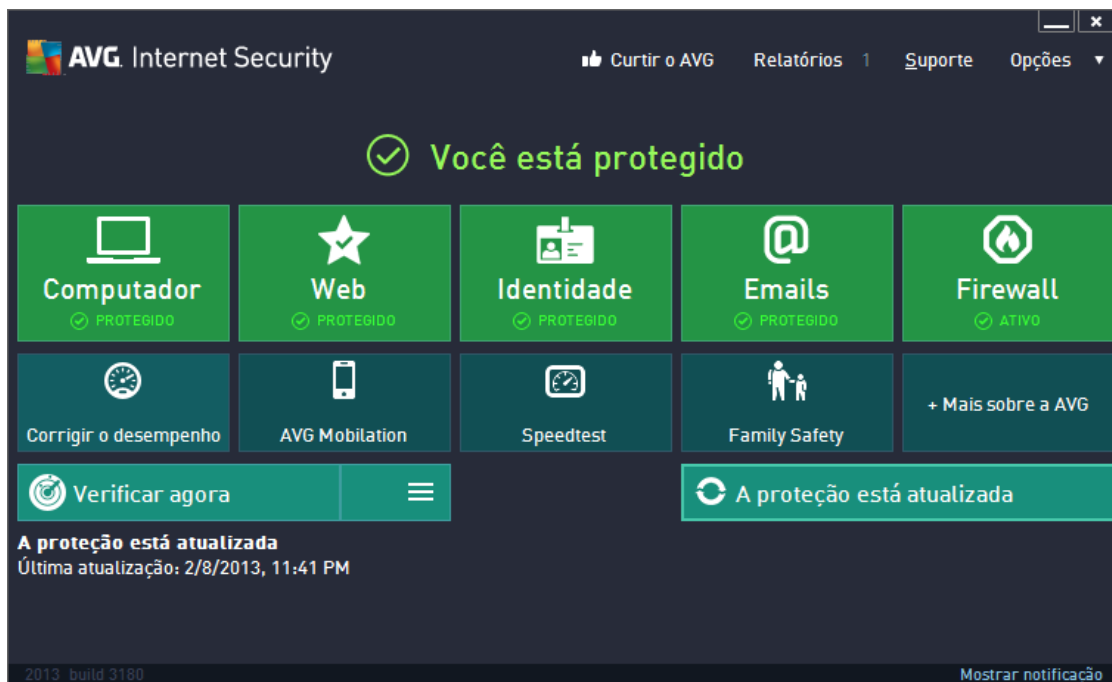 AVG. Internet Security
Curtir o AVG
Relatórios 1
Suporte
Opções
Você está protegido
Computador
PROTEGIDO
Web
PROTEGIDO
Identidade
PROTEGIDO
Emails
PROTEGIDO
Firewall
ATIVO
Corrigir o desempenho
AVG Mobilation
Speedtest
Family Safety
+ Mais sobre a AVG
Verificar agora
A proteção está atualizada
A proteção está atualizada
Última atualização: 2/8/2013, 11:41 PM
2013 build 3180
Mostrar notificação